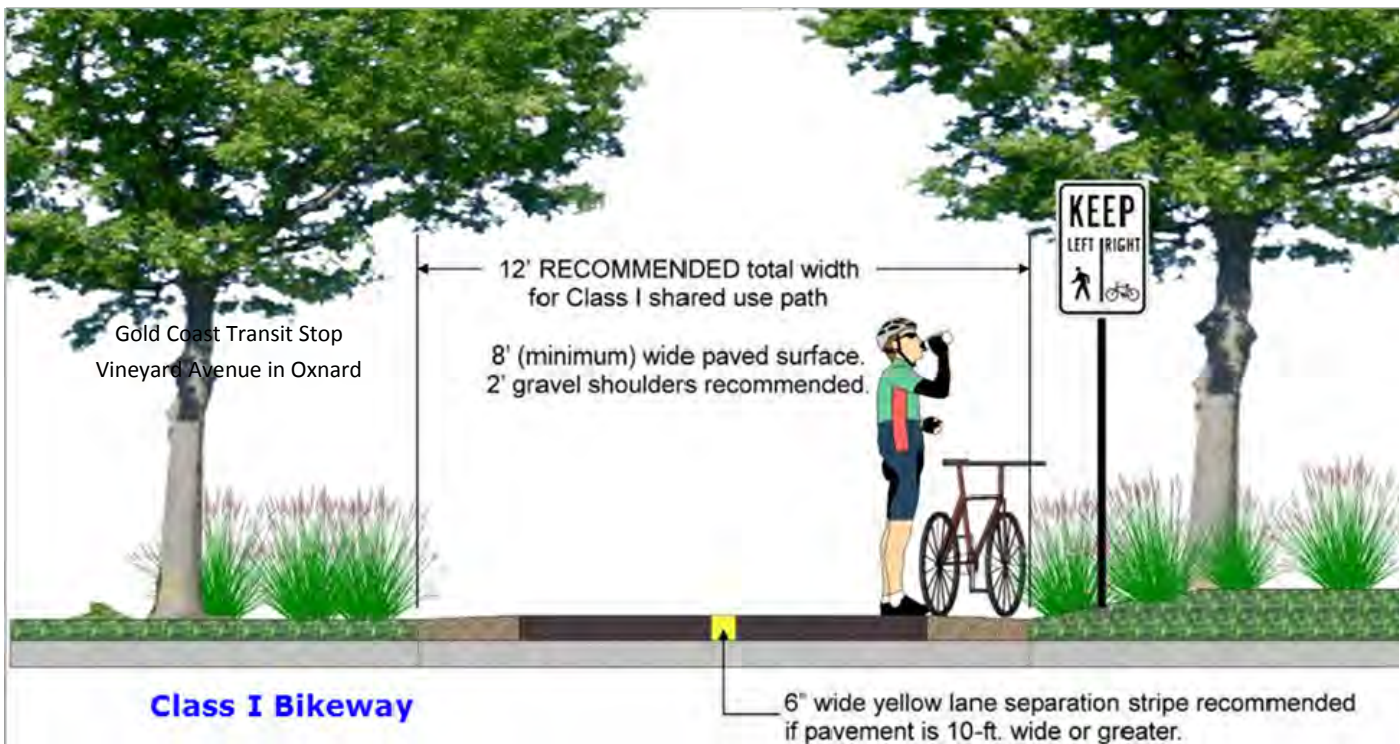 KEEP
LEFT RIGHT
12' RECOMMENDED total width
for Class I shared use path
Gold Coast Transit Stop
Vineyard Avenue in Oxnard
8' (minimum) wide paved surface.
2' gravel shoulders recommended.
Class I Bikeway
6" wide yellow lane separation stripe recommended
if pavement is 10-ft. wide or greater.